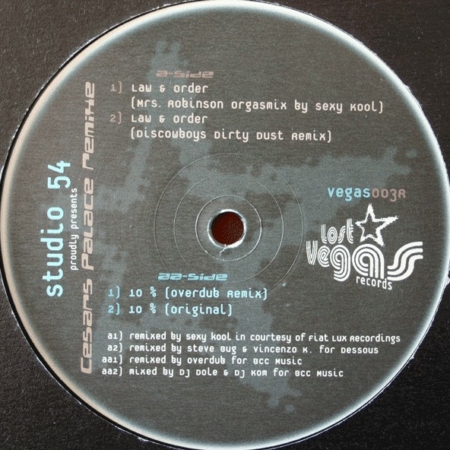 a-side
1) Law & Order
(Mrs. Robinson Orgasmix by Sexy Kool)
2) Law & Order
(Discowboys Dirty Dust Remix)
studio 54
proudly presents
Cesars Palace Remixe
vegas003R
Lost
Vegas
records
aa-side
1) 10 % (Overdub Remix)
2) 10 % (Original)
a1) remixed by sexy kool in courtesy of Fiat Lux Recordings
a2) remixed by Steve Bug & Vincenzo K. for Dessous
aa1) remixed by Overdub for BCC Music
aa2) mixed by DJ Dole & DJ Kom for BCC Music